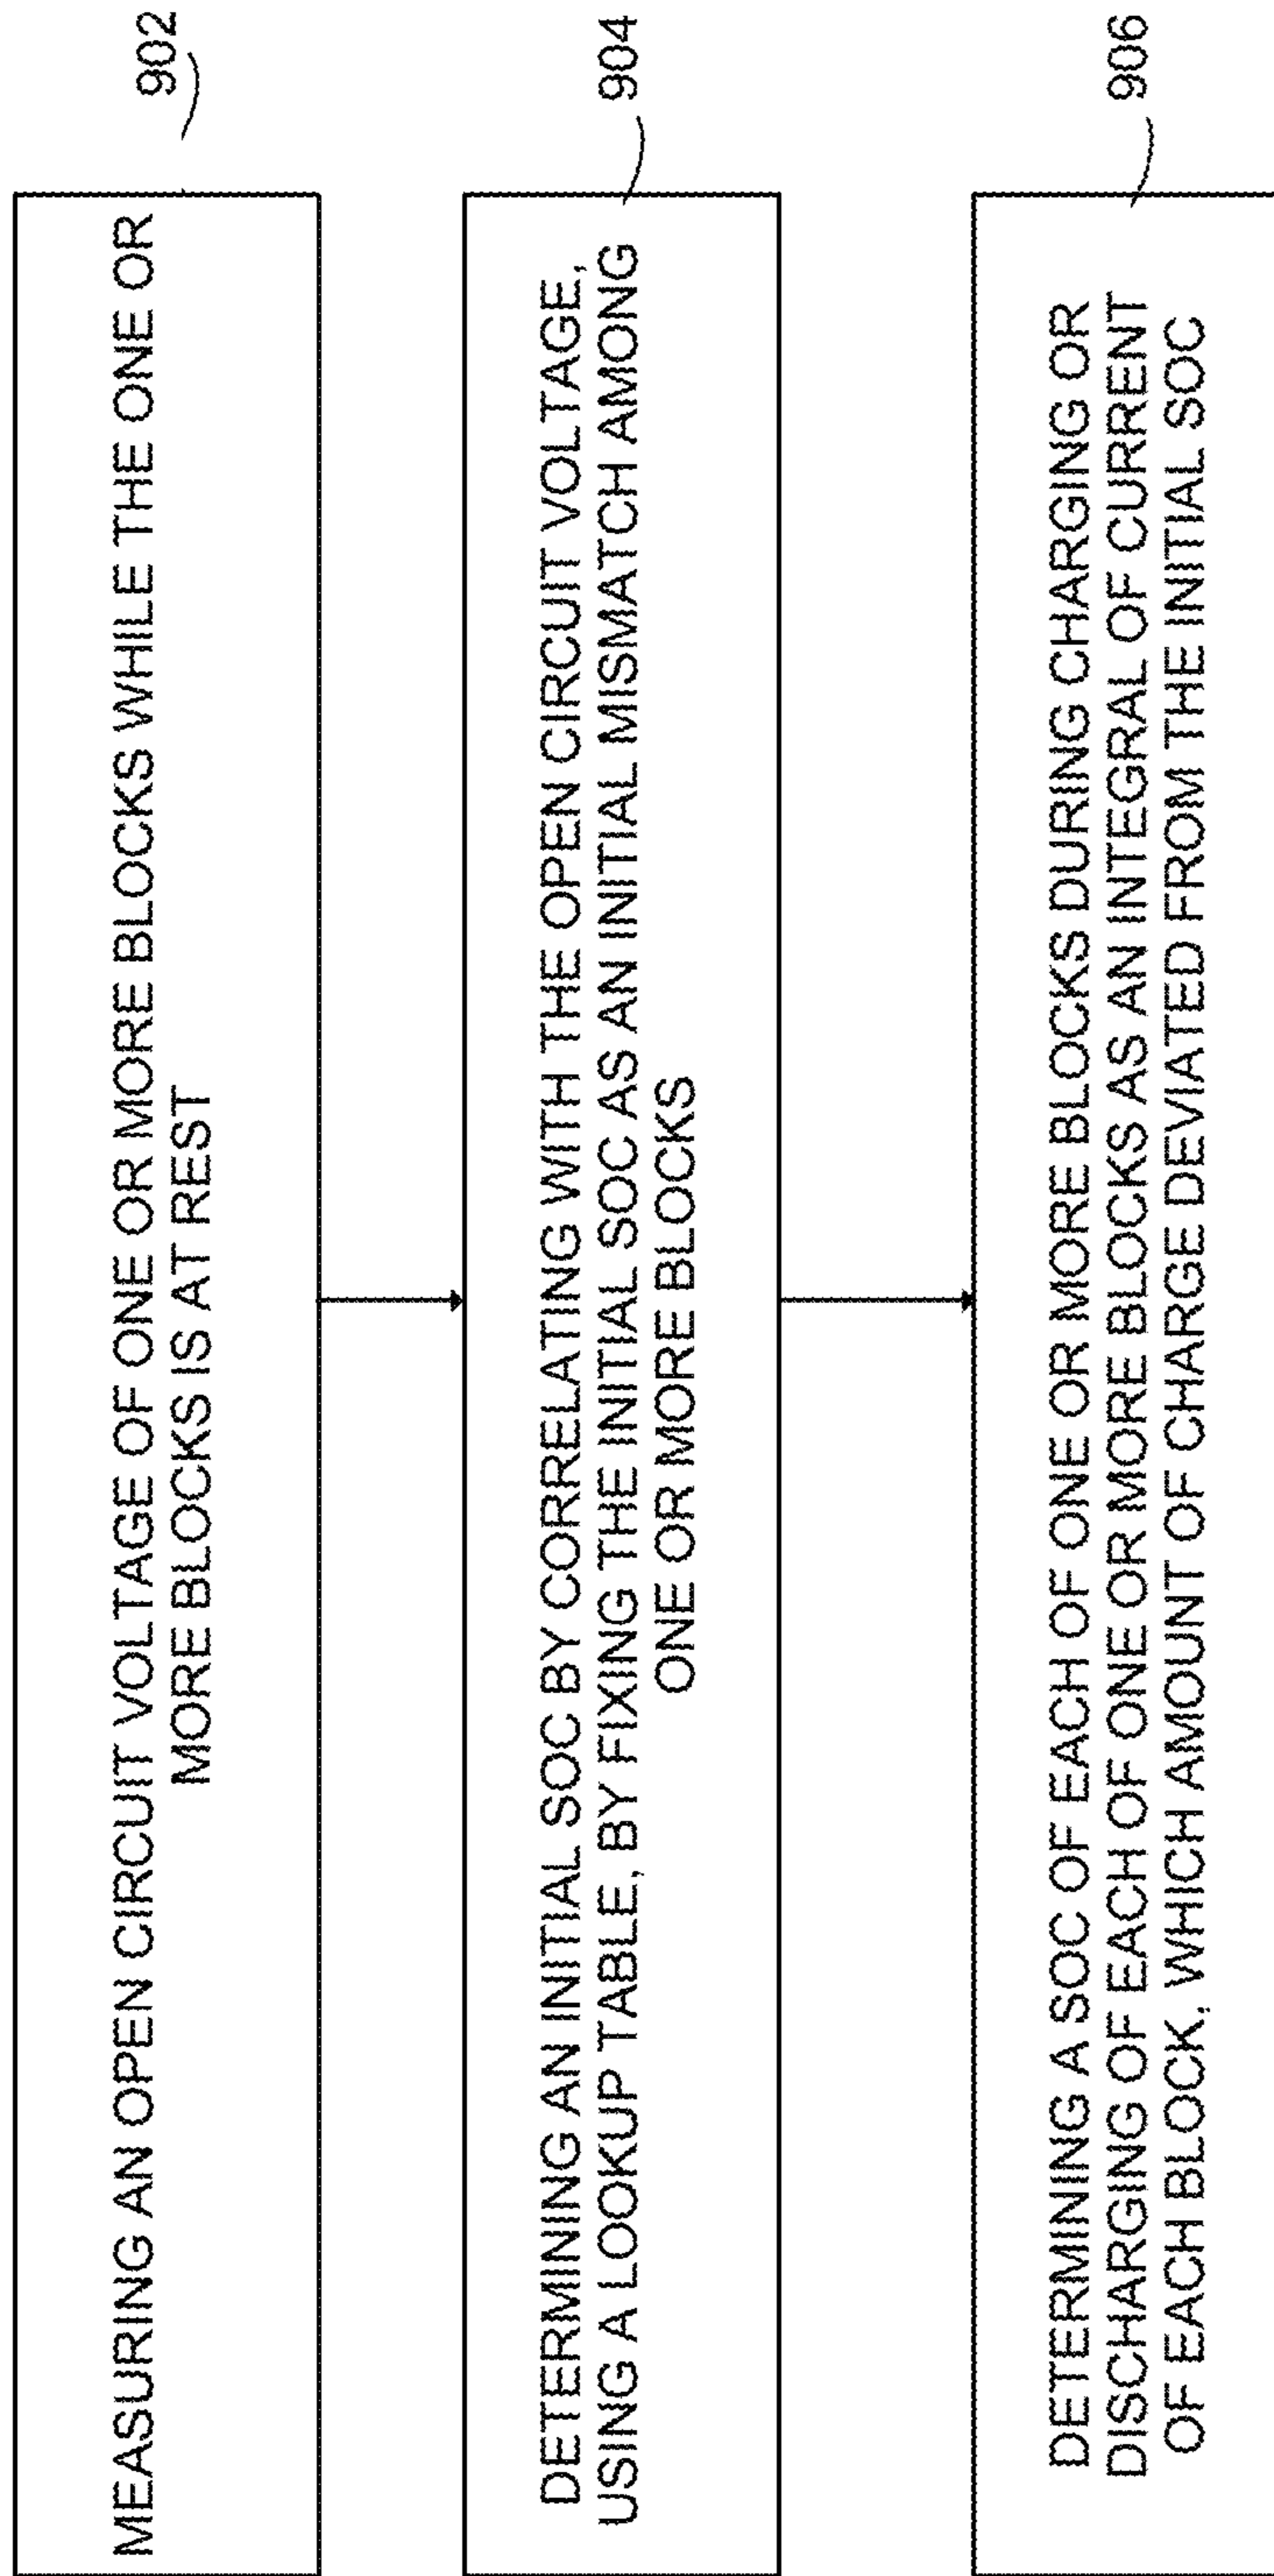 MEASURING AN OPEN CIRCUIT VOLTAGE OF ONE OR MORE BLOCKS WHILE THE ONE OR
MORE BLOCKS IS AT REST
902
DETERMINING AN INITIAL SOC BY CORRELATING WITH THE OPEN CIRCUIT VOLTAGE,
USING A LOOKUP TABLE, BY FIXING THE INITIAL SOC AS AN INITIAL MISMATCH AMONG
ONE OR MORE BLOCKS
904
DETERMINING A SOC OF EACH OF ONE OR MORE BLOCKS DURING CHARGING OR
DISCHARGING OF EACH OF ONE OR MORE BLOCKS AS AN INTEGRAL OF CURRENT
OF EACH BLOCK, WHICH AMOUNT OF CHARGE DEVIATED FROM THE INITIAL SOC
906